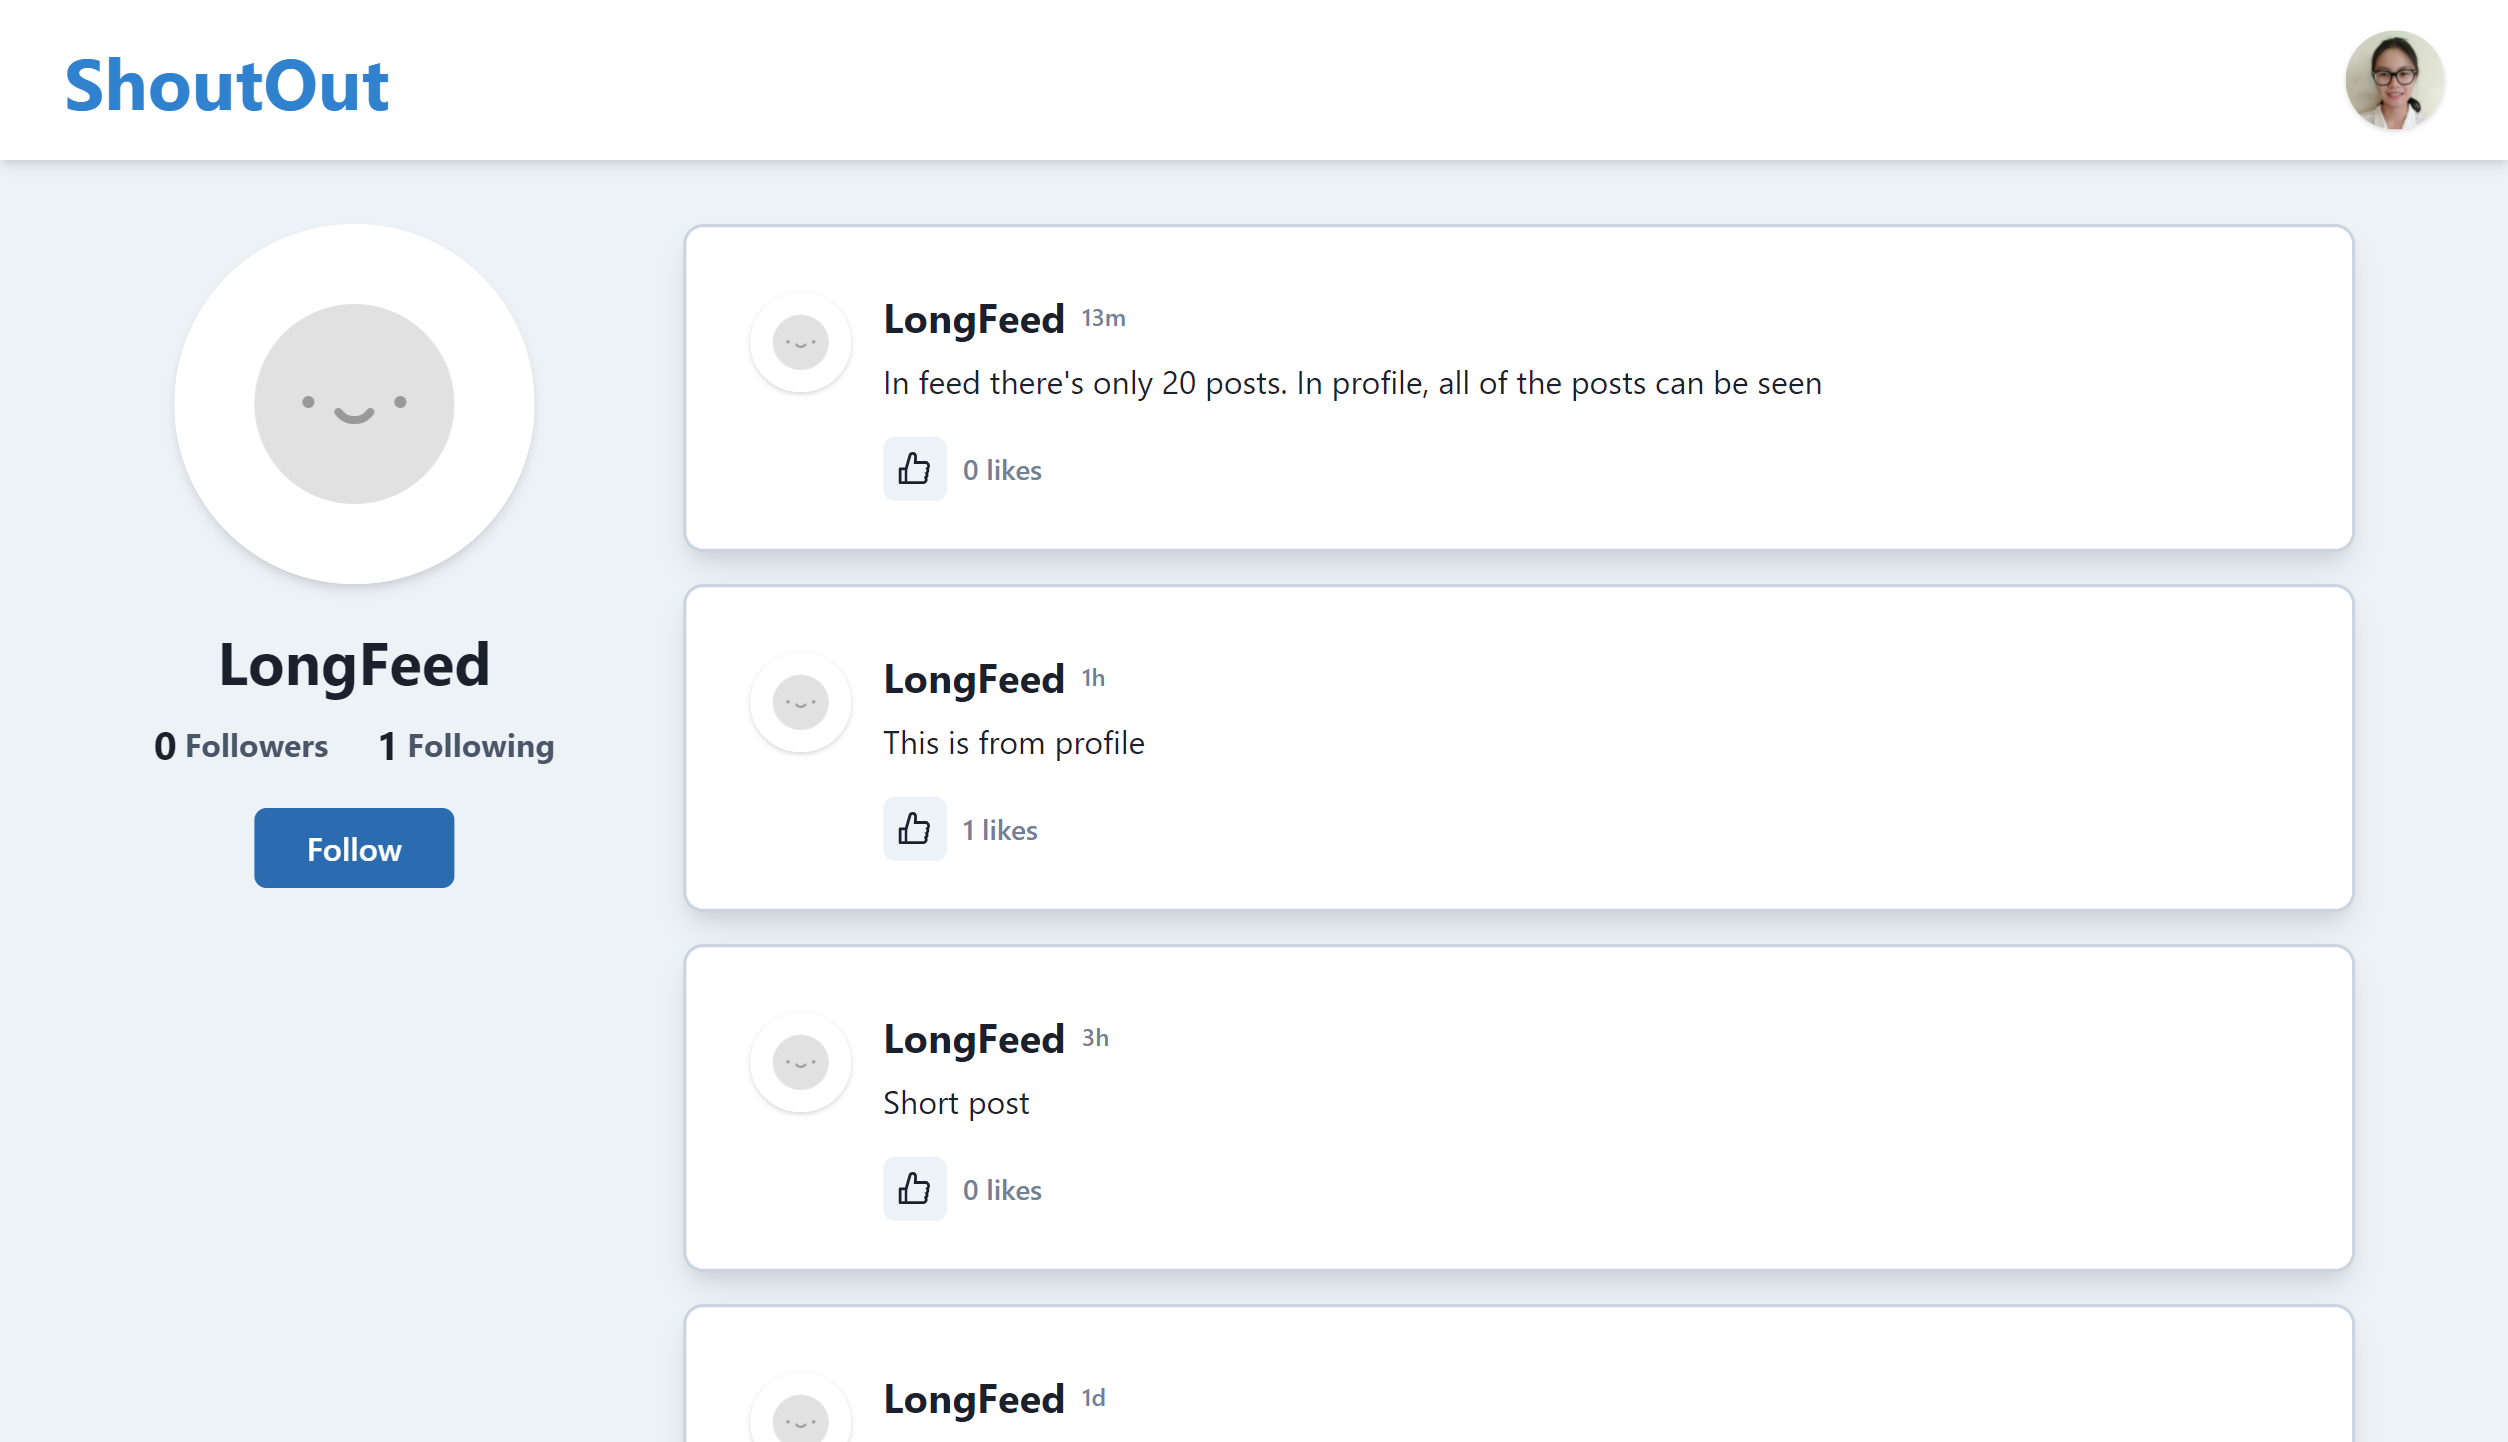 ShoutOut
LongFeed
0 Followers 1 Following
Follow
LongFeed 13m
In feed there's only 20 posts. In profile, all of the posts can be seen
0 likes
LongFeed 1h
This is from profile
1 likes
LongFeed 3h
Short post
0 likes
LongFeed 1d